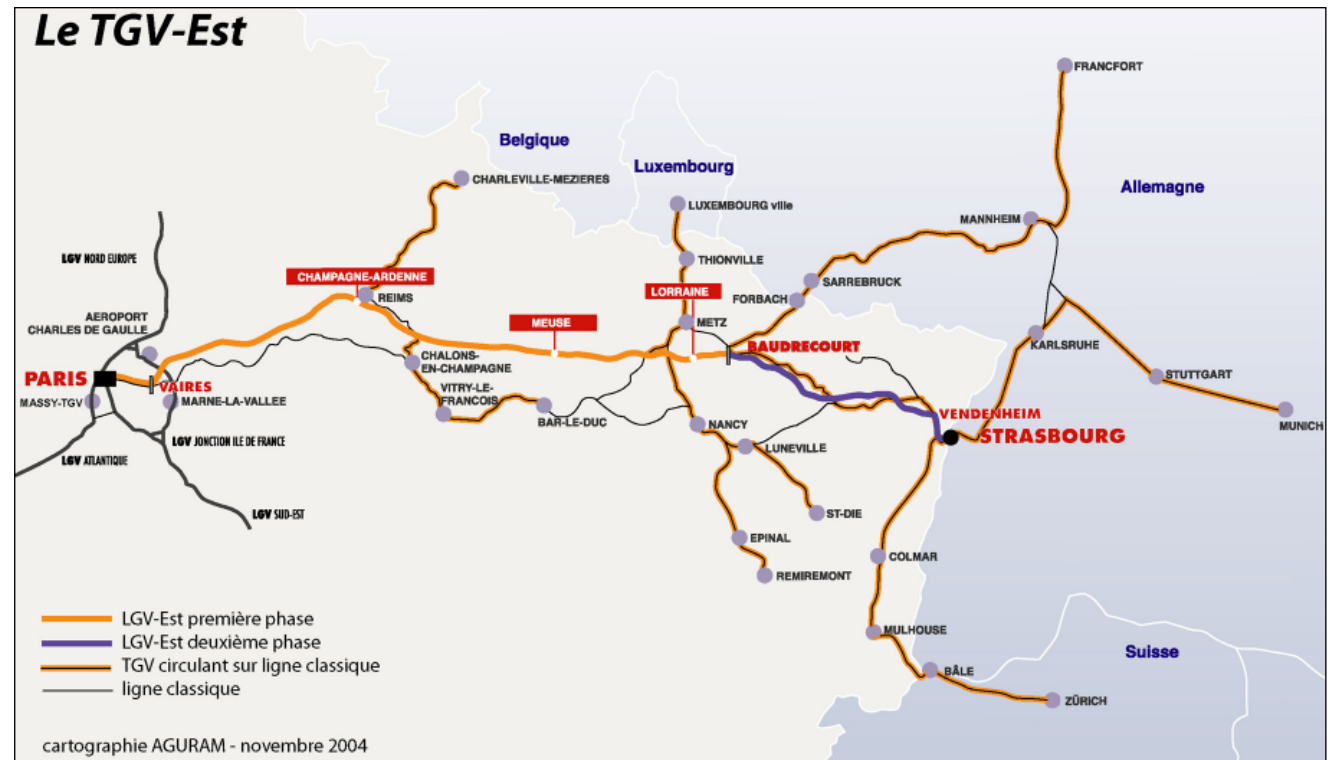 Le TGV-Est
FRANCFORT
Belgique
Luxembourg
Allemagne
CHARLEVILLE-MEZIERES
LUXEMBOURG ville
MANNHEIM
LGV NORD EUROPE
THIONVILLE
CHAMPAGNE-ARDENNE
SARREBRUCK
LORRAINE
REIMS
FORBACH
AEROPORT
CHARLES DE GAULLE
MEUSE
METZ
BAUDRECOURT
KARLSRUHE
CHALONS-
EN-CHAMPAGNE
PARIS
VAIRES
STUTTGART
VITRY-LE-
FRANCOIS
MASSY-TGV
MARNE-LA-VALLEE
VENDENHEIM
BAR-LE-DUC
NANCY
MUNICH
STRASBOURG
LGV JONCTION ILE DE FRANCE
LUNEVILLE
LGV ATLANTIQUE
LGV SUD-EST
ST-DIE
EPINAL
COLMAR
REMIREMONT
LGV-Est première phase
MULHOUSE
LGV-Est deuxième phase
Suisse
TGV circulant sur ligne classique
BÂLE
ligne classique
ZÜRICH
cartographie AGURAM - novembre 2004